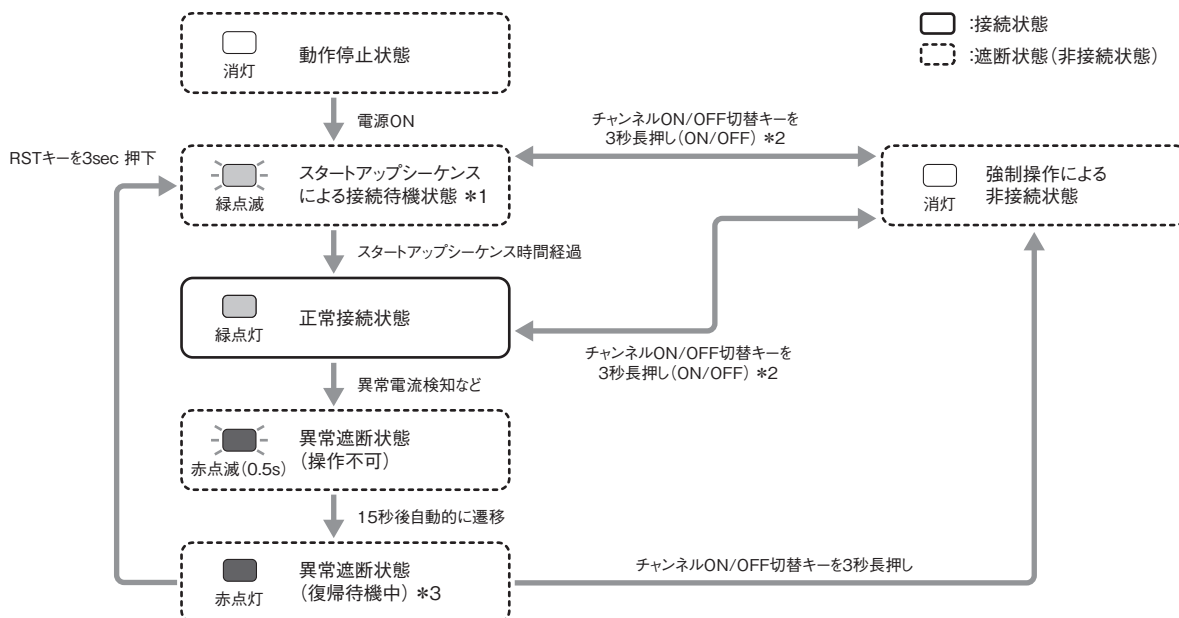 :接続状態
:遮断状態(非接続状態)
消灯
動作停止状態
電源ON
チャンネルON/OFF切替キーを
3秒長押し(ON/OFF) *2
RSTキーを3sec 押下
緑点滅
スタートアップシーケンス
による接続待機状態 *1
消灯
強制操作による
非接続状態
スタートアップシーケンス時間経過
緑点灯
正常接続状態
チャンネルON/OFF切替キーを
3秒長押し(ON/OFF) *2
異常電流検知など
赤点滅(0.5s)
異常遮断状態
(操作不可)
15秒後自動的に遷移
赤点灯
異常遮断状態
(復帰待機中) *3
チャンネルON/OFF切替キーを3秒長押し